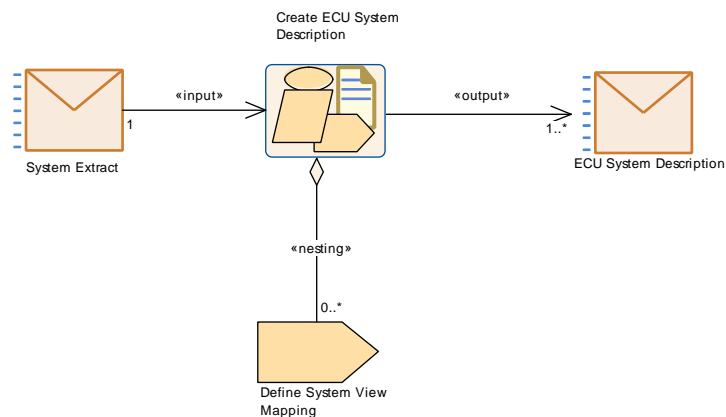 Create ECU System
Description
«input»
«output»
1
1..*
System Extract
ECU System Description
«nesting»
0..*
Define System View
Mapping